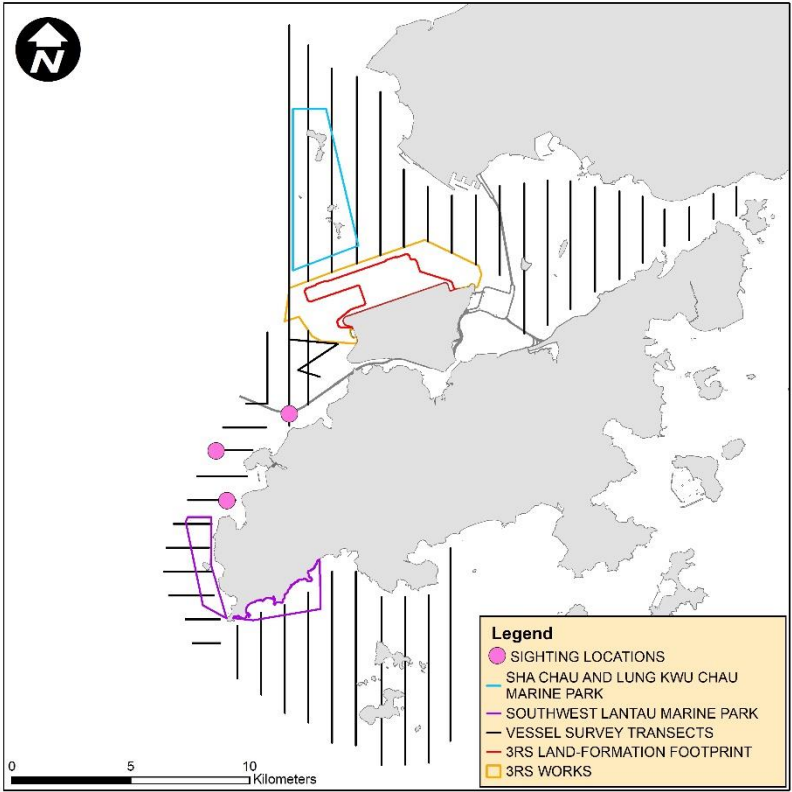 N
Legend
SIGHTING LOCATIONS
SHA CHAU AND LUNG KWU CHAU
MARINE PARK
SOUTHWEST LANTAU MARINE PARK
VESSEL SURVEY TRANSECTS
3RS LAND-FORMATION FOOTPRINT
3RS WORKS
0 5 10
Kilometers